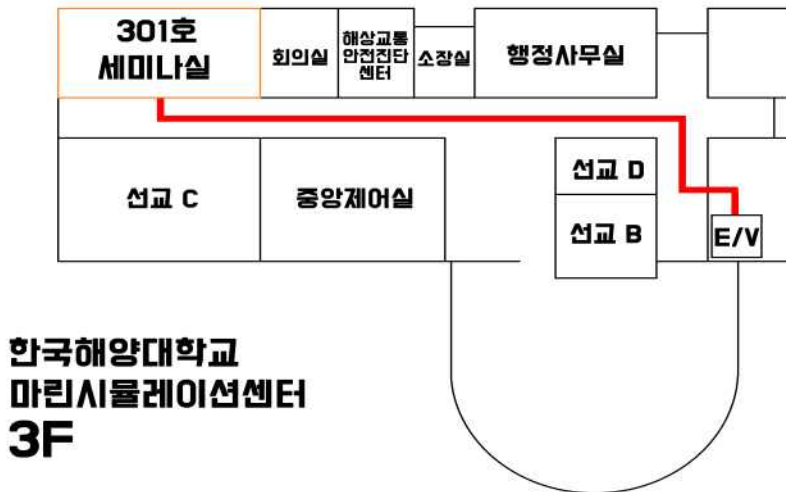 301호
세미나실
회의실
해상교통
안전진단
센터
소장실
행정사무실
선교 C
중앙제어실
선교 D
선교 B
E/V
한국해양대학교
마린시뮬레이션센터
3F